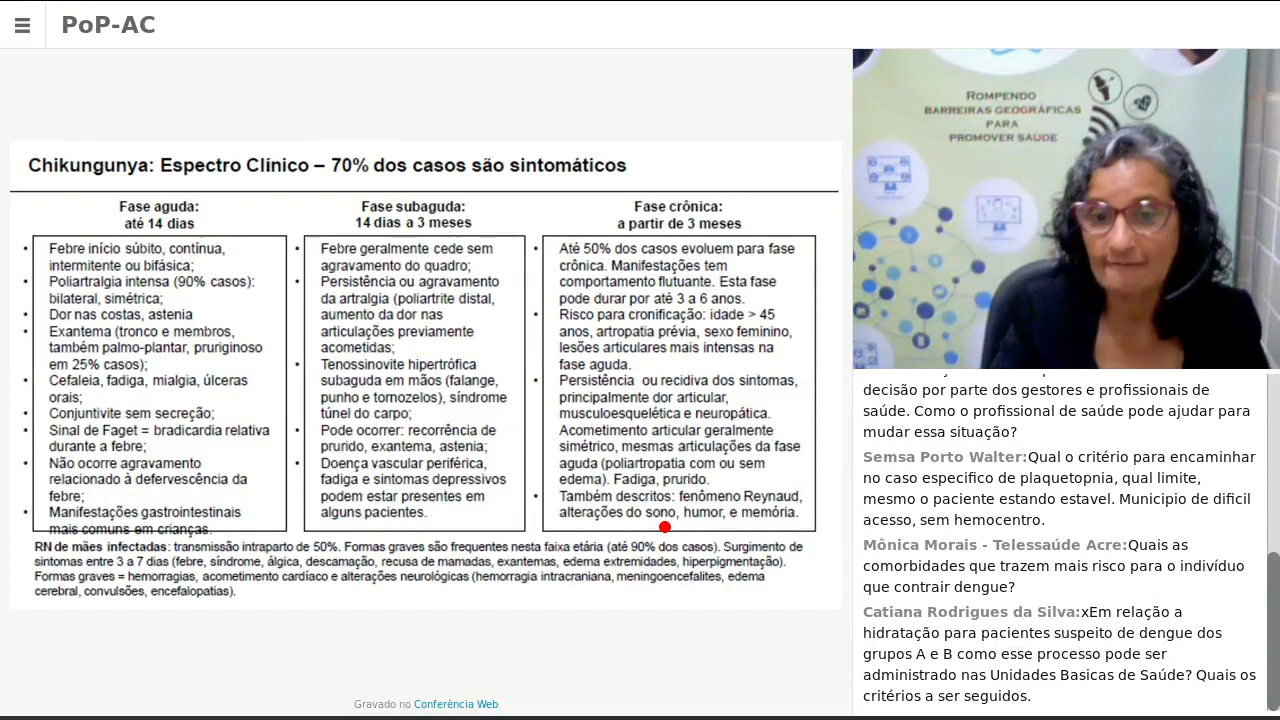 PoP-AC
Chikungunya: Espectro Clínico – 70% dos casos são sintomáticos
Fase aguda:
até 14 dias
• Febre início súbito, contínua,
intermitente ou bifásica;
• Poliartralgia intensa (90% casos):
bilateral, simétrica;
• Dor nas costas, astenia
• Exantema (tronco e membros,
também palmo-plantar, pruriginoso
em 25% casos);
• Cefaleia, fadiga, mialgia, úlceras
orais;
• Conjuntivite sem secreção;
• Sinal de Faget = bradicardia relativa
durante a febre;
• Não ocorre agravamento
relacionado à defervescência da
febre;
• Manifestações gastrointestinais
mais comuns em crianças.
Fase subaguda:
14 dias a 3 meses
• Febre geralmente cede sem
agravamento do quadro;
• Persistência ou agravamento
da artralgia (poliartrite distal,
aumento da dor nas
articulações previamente
acometidas;
• Tenossinovite hipertrófica
subaguda em mãos (falange,
punho e tornozelos), síndrome
túnel do carpo;
• Pode ocorrer: recorrência de
prurido, exantema, astenia;
• Doença vascular periférica,
fadiga e sintomas depressivos
podem estar presentes em
alguns pacientes.
Fase crônica:
a partir de 3 meses
• Até 50% dos casos evoluem para fase
crônica. Manifestações tem
comportamento flutuante. Esta fase
pode durar por até 3 a 6 anos.
• Risco para cronificação: idade > 45
anos, artropatia prévia, sexo feminino,
lesões articulares mais intensas na
fase aguda.
• Persistência ou recidiva dos sintomas,
principalmente dor articular,
musculoesquelética e neuropática.
Acometimento articular geralmente
simétrico, mesmas articulações da fase
aguda (poliartropatia com ou sem
edema). Fadiga, prurido.
• Também descritos: fenômeno Reynaud,
alterações do sono, humor, e memória.
RN de mães infectadas: transmissão intraparto de 50%. Formas graves são frequentes nesta faixa etária (até 90% dos casos). Surgimento de
sintomas entre 3 a 7 dias (febre, síndrome, álgica, descamação, recusa de mamadas, exantemas, edema extremidades, hiperpigmentação).
Formas graves = hemorragias, acometimento cardíaco e alterações neurológicas (hemorragia intracraniana, meningoencefalites, edema
cerebral, convulsões, encefalopatias).
Gravado no Conferência Web
ROMPENDO
BARREIRAS GEOGRÁFICAS
PARA
PROMOVER SAÚDE
decisão por parte dos gestores e profissionais de
saúde. Como o profissional de saúde pode ajudar para
mudar essa situação?
Semsa Porto Walter:Qual o critério para encaminhar
no caso especifico de plaquetopnia, qual limite,
mesmo o paciente estando estavel. Municipio de dificil
acesso, sem hemocentro.
Mônica Morais - Telessaúde Acre:Quais as
comorbidades que trazem mais risco para o indivíduo
que contrair dengue?
Catiana Rodrigues da Silva:xEm relação a
hidratação para pacientes suspeito de dengue dos
grupos A e B como esse processo pode ser
administrado nas Unidades Basicas de Saúde? Quais os
critérios a ser seguidos.